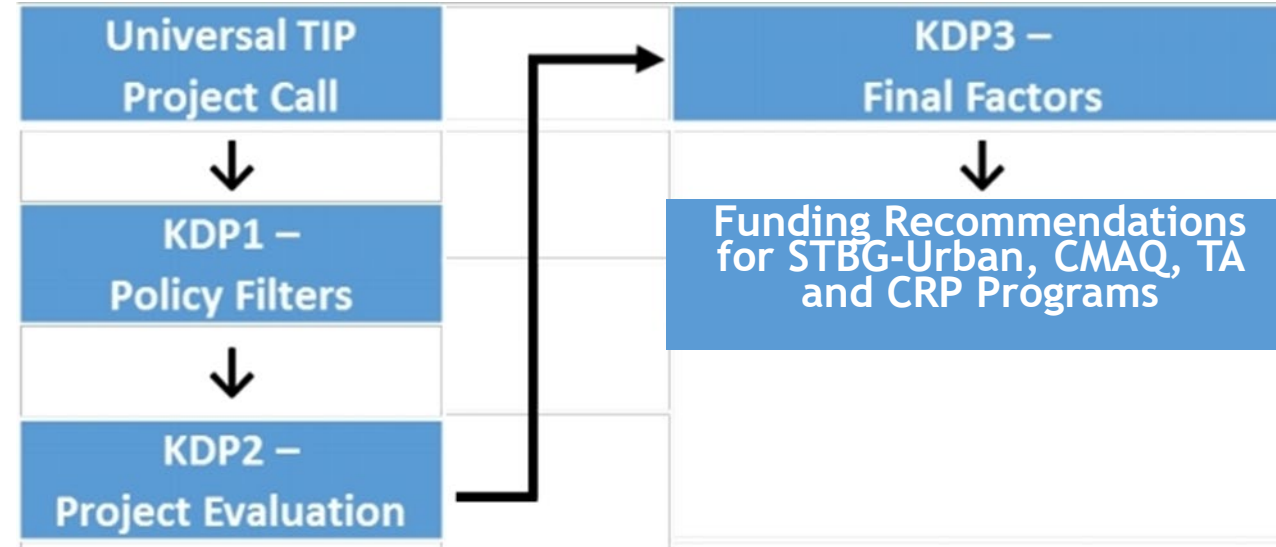 Universal TIP
Project Call
KDP1 –
Policy Filters
KDP2 –
Project Evaluation
KDP3 –
Final Factors
Funding Recommendations
for STBG-Urban, CMAQ, TA
and CRP Programs